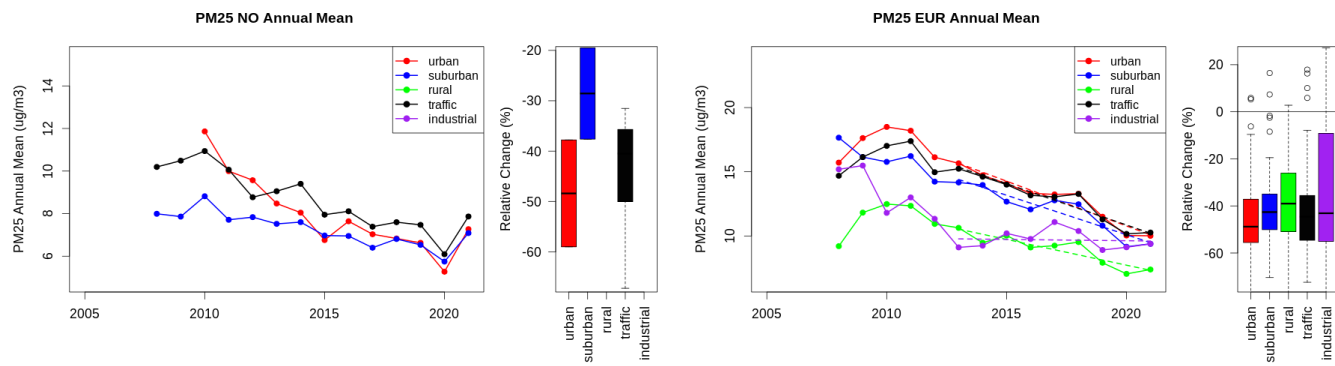 PM25 NO Annual Mean
PM25 Annual Mean (ug/m3)
14
12
10
8
6
2005
2010
2015
2020
urban
suburban
rural
traffic
industrial
Relative Change (%)
-20
-30
-40
-50
-60
urban
suburban
rural
traffic
industrial
PM25 EUR Annual Mean
PM25 Annual Mean (ug/m3)
20
15
10
2005
2010
2015
2020
urban
suburban
rural
traffic
industrial
Relative Change (%)
20
0
-20
-40
-60
urban
suburban
rural
traffic
industrial